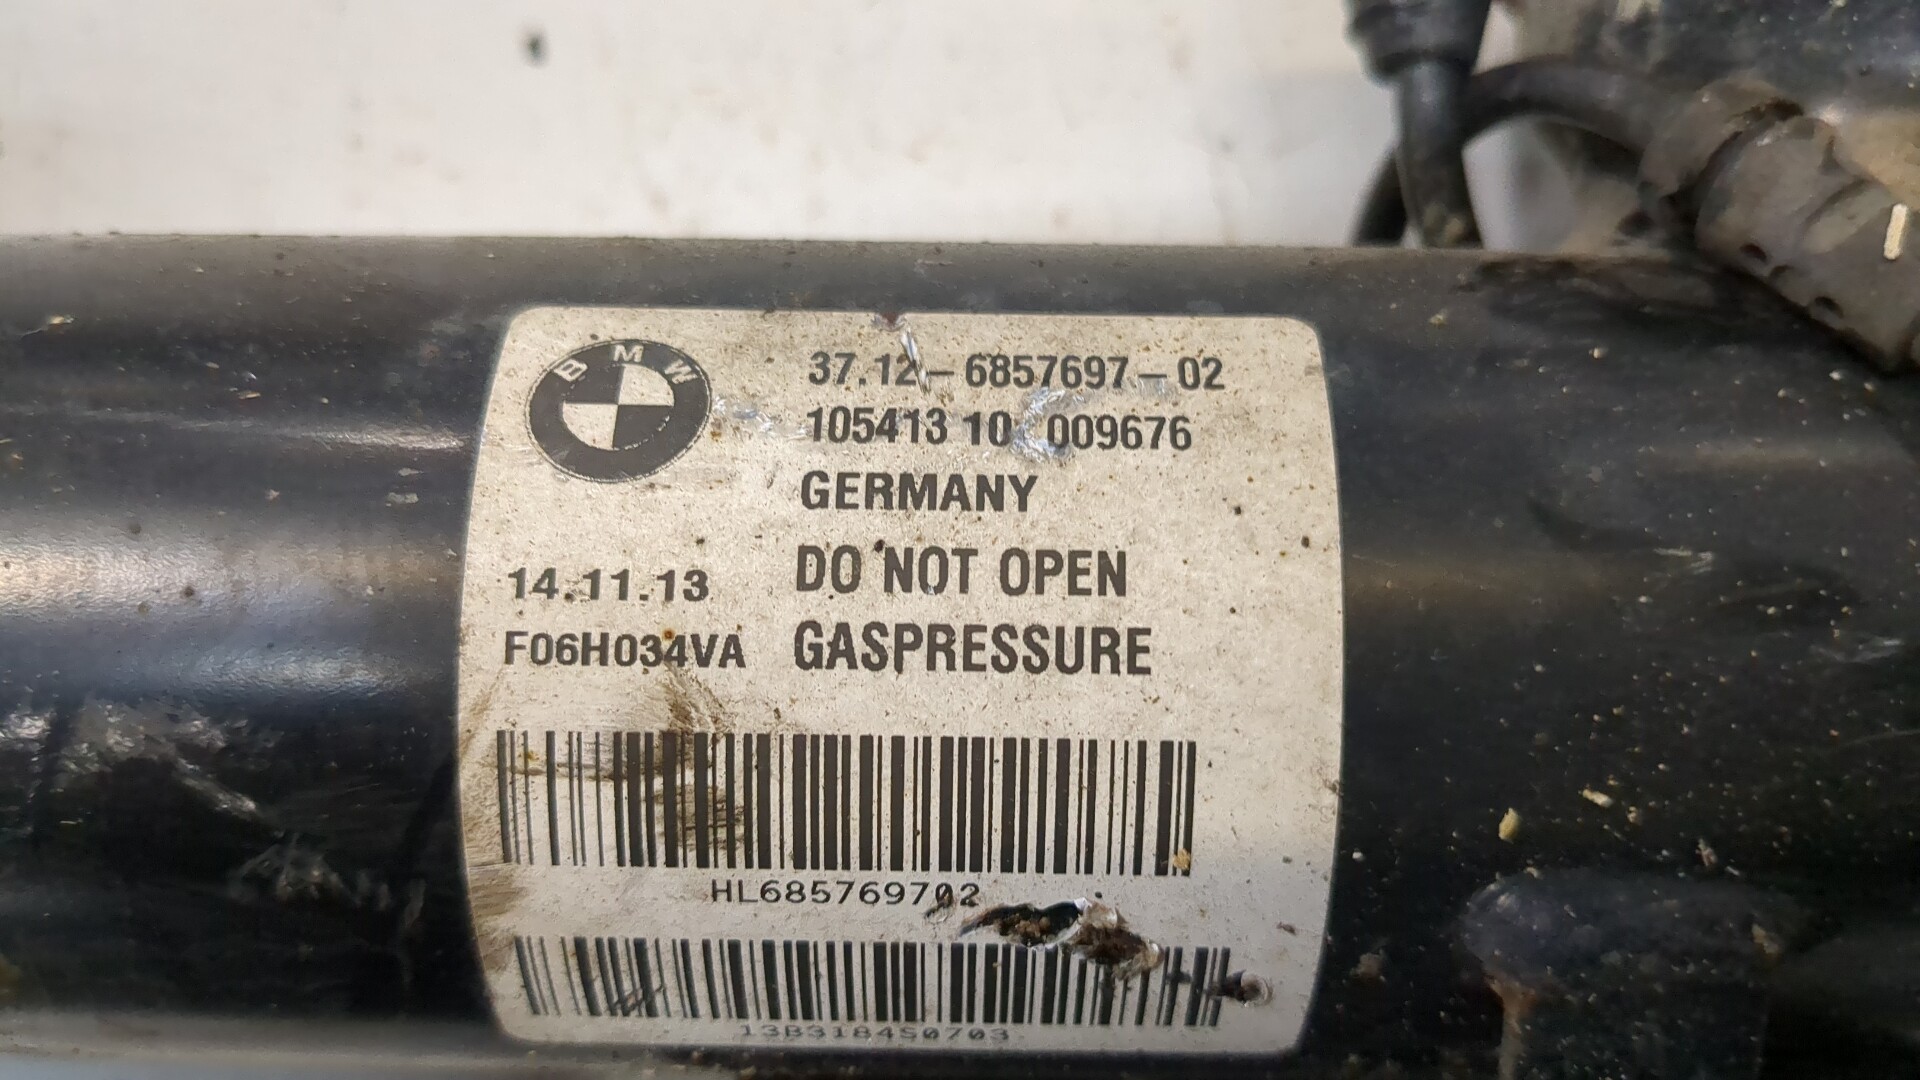 BMW
37.12-6857697-02
105413 10 009676
GERMANY
14.11.13
DO NOT OPEN
F06H034VA
GASPRESSURE
HL685769702
13B3184S0703